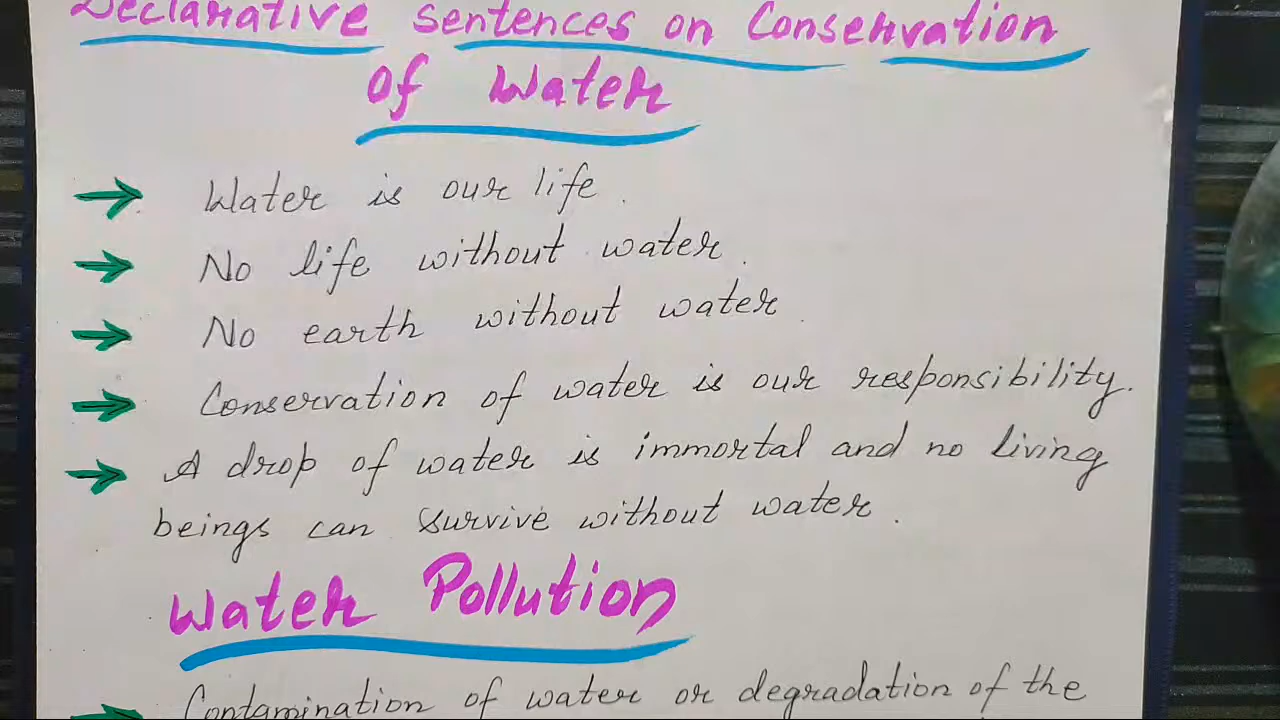 Declarative sentences on Conservation
of Water
Water is our life.
No life without water.
No earth without water.
Conservation of water is our responsibility.
A drop of water is immortal and no living
beings can survive without water.
Water Pollution
Contamination of water or degradation of the